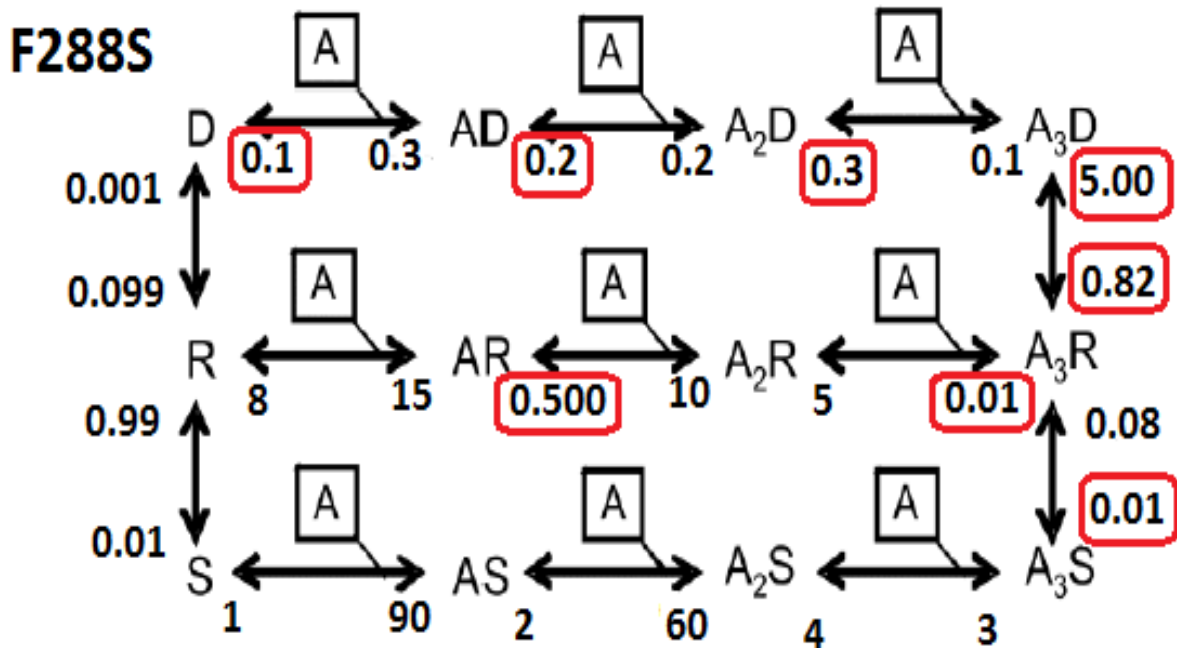 F288S
A A A
D AD A₂D A₃D
0.1 0.3 0.2 0.2 0.3 0.1 5.00
0.001
0.099 0.82
A A A
R AR A₂R A₃R
8 15 0.500 10 5 0.01
0.99 0.08
0.01 0.01
A A A
S AS A₂S A₃S
1 90 2 60 4 3